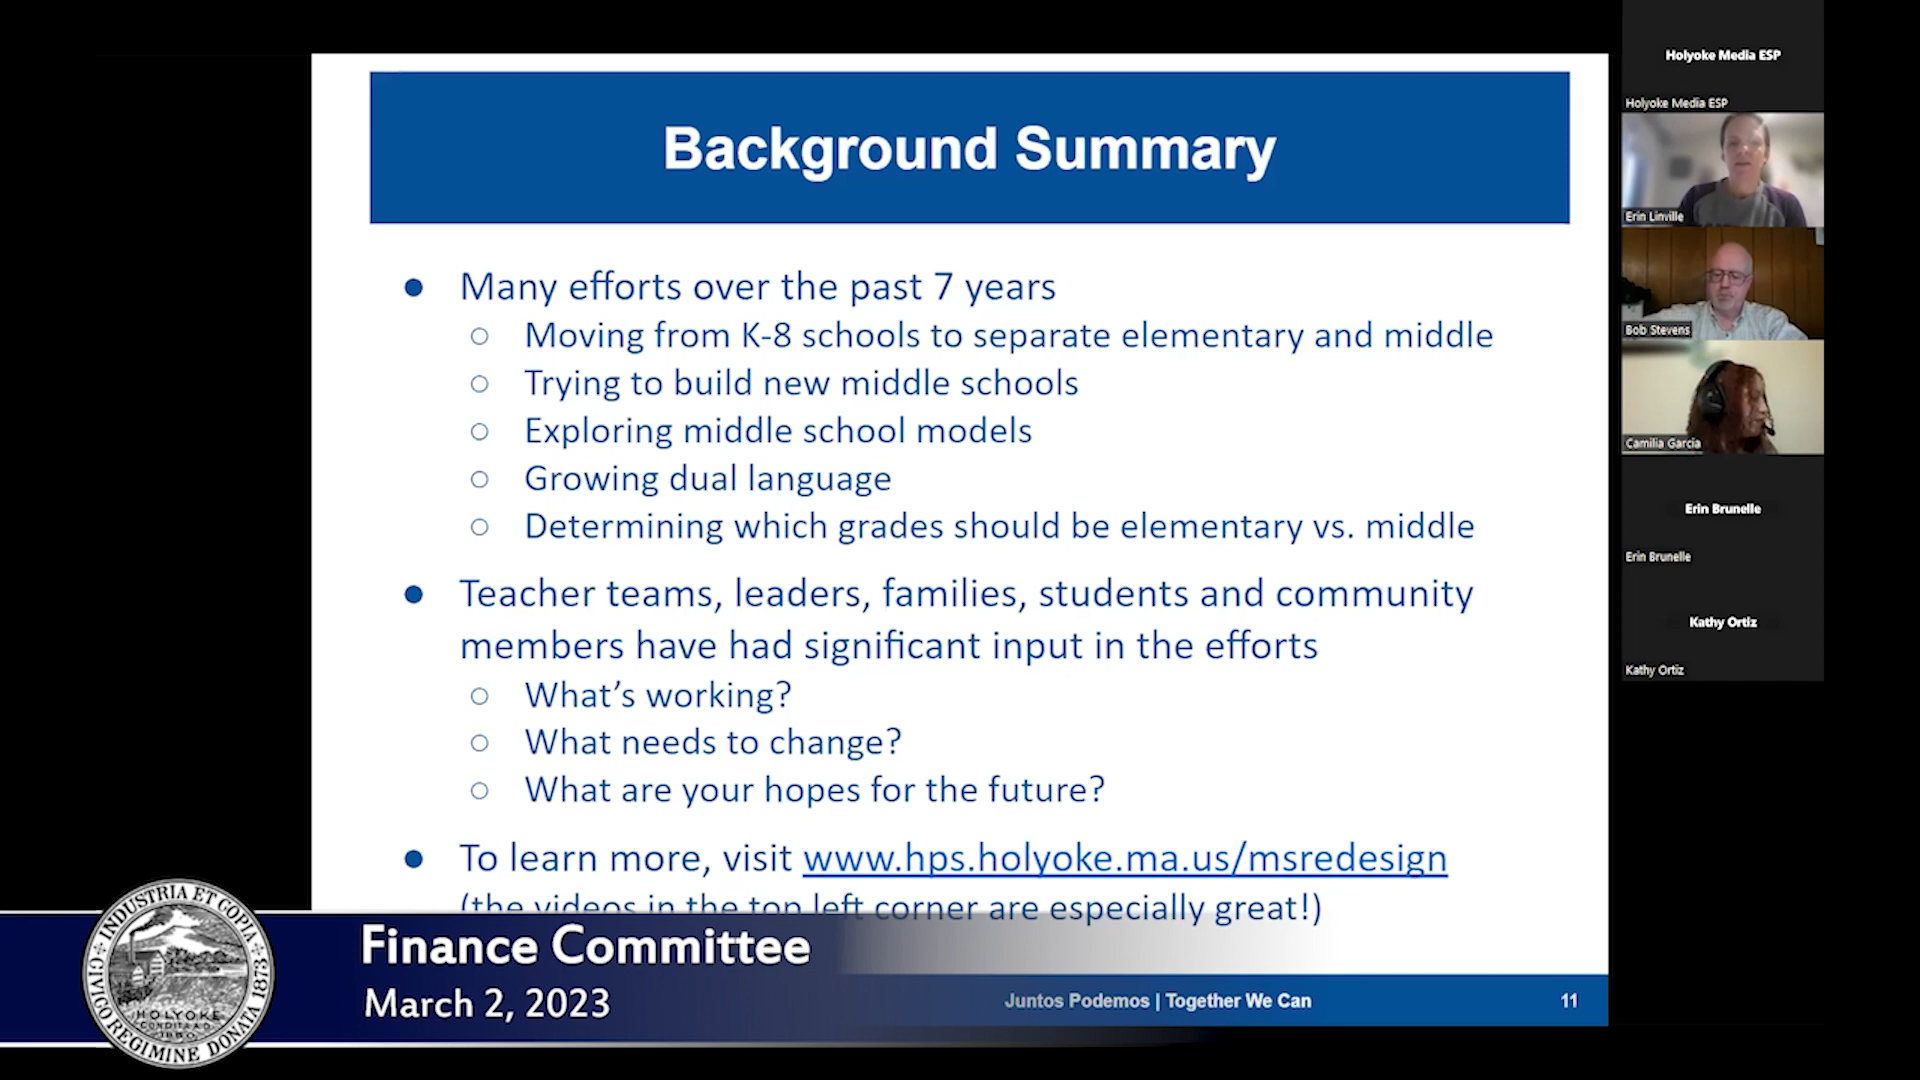 Background Summary
Many efforts over the past 7 years
Moving from K-8 schools to separate elementary and middle
Trying to build new middle schools
Exploring middle school models
Growing dual language
Determining which grades should be elementary vs. middle
Teacher teams, leaders, families, students and community
members have had significant input in the efforts
What's working?
What needs to change?
What are your hopes for the future?
To learn more, visit www.hps.holyoke.ma.us/msredesign
(the videos in the top left corner are especially great!)
Juntos Podemos | Together We Can
11
Finance Committee
March 2, 2023
INDUSTRIA ET COPIA
CIVITAS REGIMINE DONATA 1873
HOLYOKE
CONDITA A.D.
1850
Holyoke Media ESP
Holyoke Media ESP
Erin Linville
Bob Stevens
Camilia Garcia
Erin Brunelle
Erin Brunelle
Kathy Ortiz
Kathy Ortiz